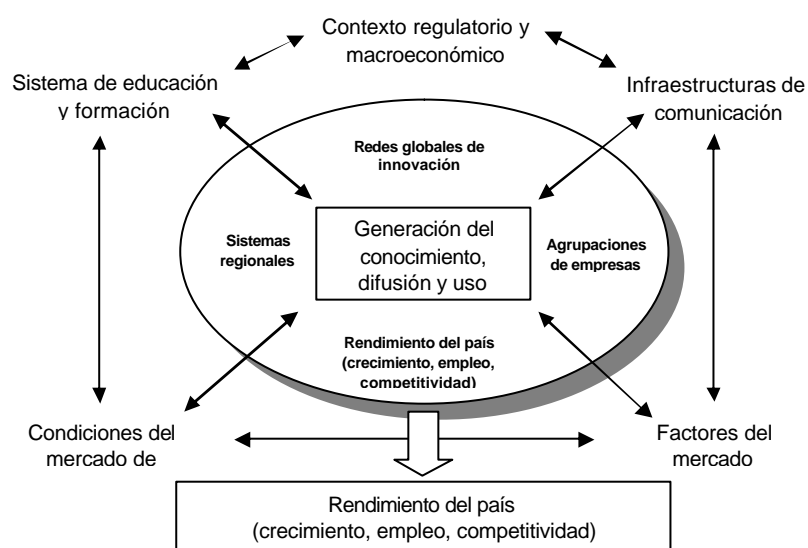 Contexto regulatorio y
macroeconómico
Sistema de educación
y formación
Infraestructuras de
comunicación
Redes globales de
innovación
Sistemas
regionales
Generación del
conocimiento,
difusión y uso
Agrupaciones
de empresas
Rendimiento del país
(crecimiento, empleo,
competitividad)
Condiciones del
mercado de
Factores del
mercado
Rendimiento del país
(crecimiento, empleo, competitividad)